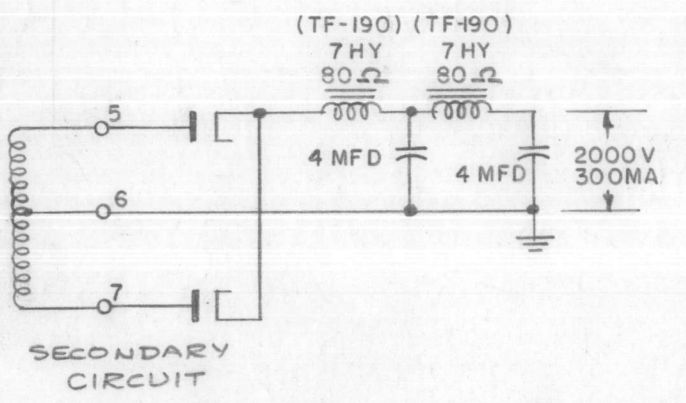 (TF-190) (TF-190)
7 HY 7 HY
80 Ω 80 Ω
5
4 MFD 4 MFD
2000 V
300 MA
6
7
SECONDARY
CIRCUIT